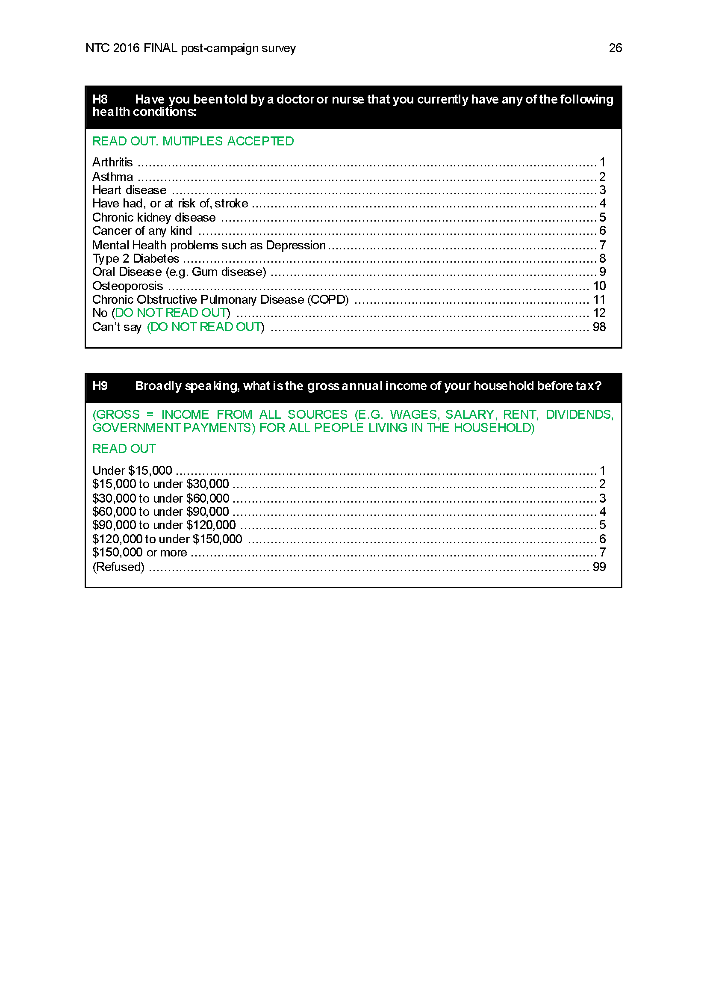 NTC 2016 FINAL post-campaign survey 26
H8 Have you been told by a doctor or nurse that you currently have any of the following
health conditions:
READ OUT. MUTIPLES ACCEPTED
Arthritis ........................................ 1
Asthma ........................................ 2
Heart disease ........................................ 3
Have had, or at risk of, stroke ........................................ 4
Chronic kidney disease ........................................ 5
Cancer of any kind ........................................ 6
Mental Health problems such as Depression ........................................ 7
Type 2 Diabetes ........................................ 8
Oral Disease (e.g. Gum disease) ........................................ 9
Osteoporosis ........................................ 10
Chronic Obstructive Pulmonary Disease (COPD) ........................................ 11
No (DO NOT READ OUT) ........................................ 12
Can't say (DO NOT READ OUT) ........................................ 98
H9 Broadly speaking, what is the gross annual income of your household before tax?
(GROSS = INCOME FROM ALL SOURCES (E.G. WAGES, SALARY, RENT, DIVIDENDS,
GOVERNMENT PAYMENTS) FOR ALL PEOPLE LIVING IN THE HOUSEHOLD)
READ OUT
Under $15,000 ........................................ 1
$15,000 to under $30,000 ........................................ 2
$30,000 to under $60,000 ........................................ 3
$60,000 to under $90,000 ........................................ 4
$90,000 to under $120,000 ........................................ 5
$120,000 to under $150,000 ........................................ 6
$150,000 or more ........................................ 7
(Refused) ........................................ 99